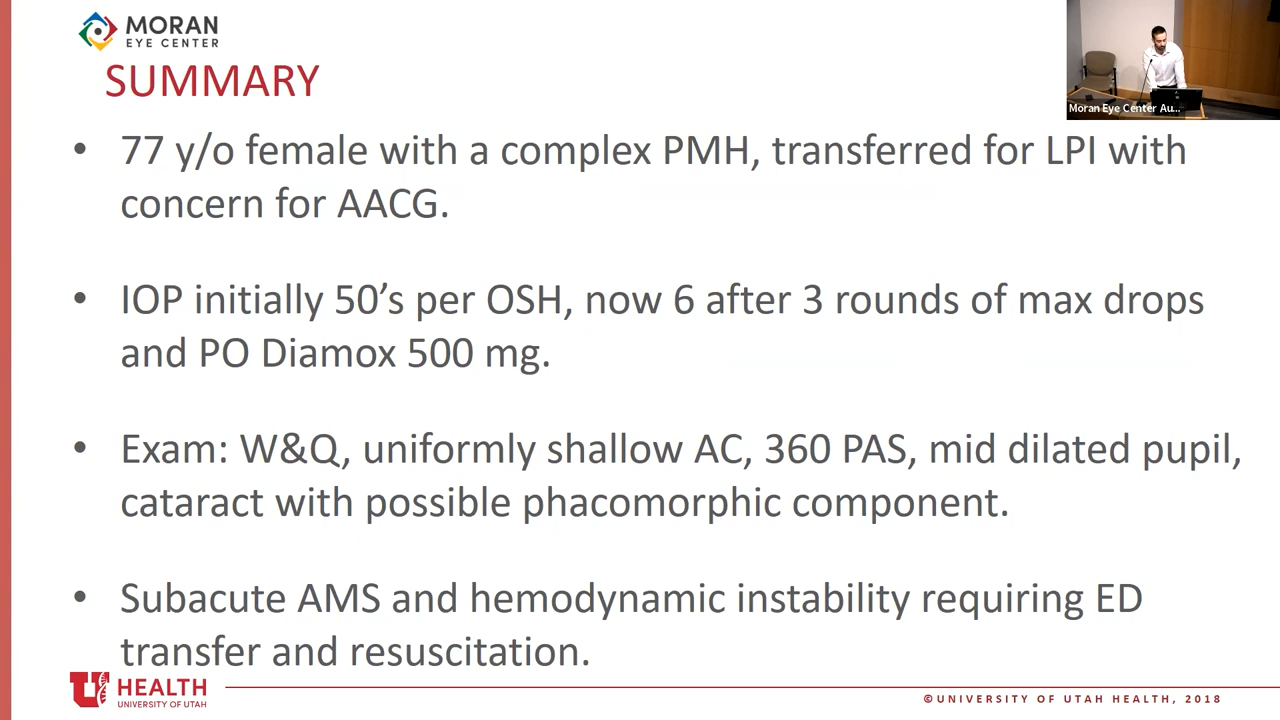 MORAN
EYE CENTER
Moran Eye Center Au...
SUMMARY
• 77 y/o female with a complex PMH, transferred for LPI with
concern for AACG.
• IOP initially 50’s per OSH, now 6 after 3 rounds of max drops
and PO Diamox 500 mg.
• Exam: W&Q, uniformly shallow AC, 360 PAS, mid dilated pupil,
cataract with possible phacomorphic component.
• Subacute AMS and hemodynamic instability requiring ED
transfer and resuscitation.
U HEALTH
UNIVERSITY OF UTAH
©UNIVERSITY OF UTAH HEALTH, 2018